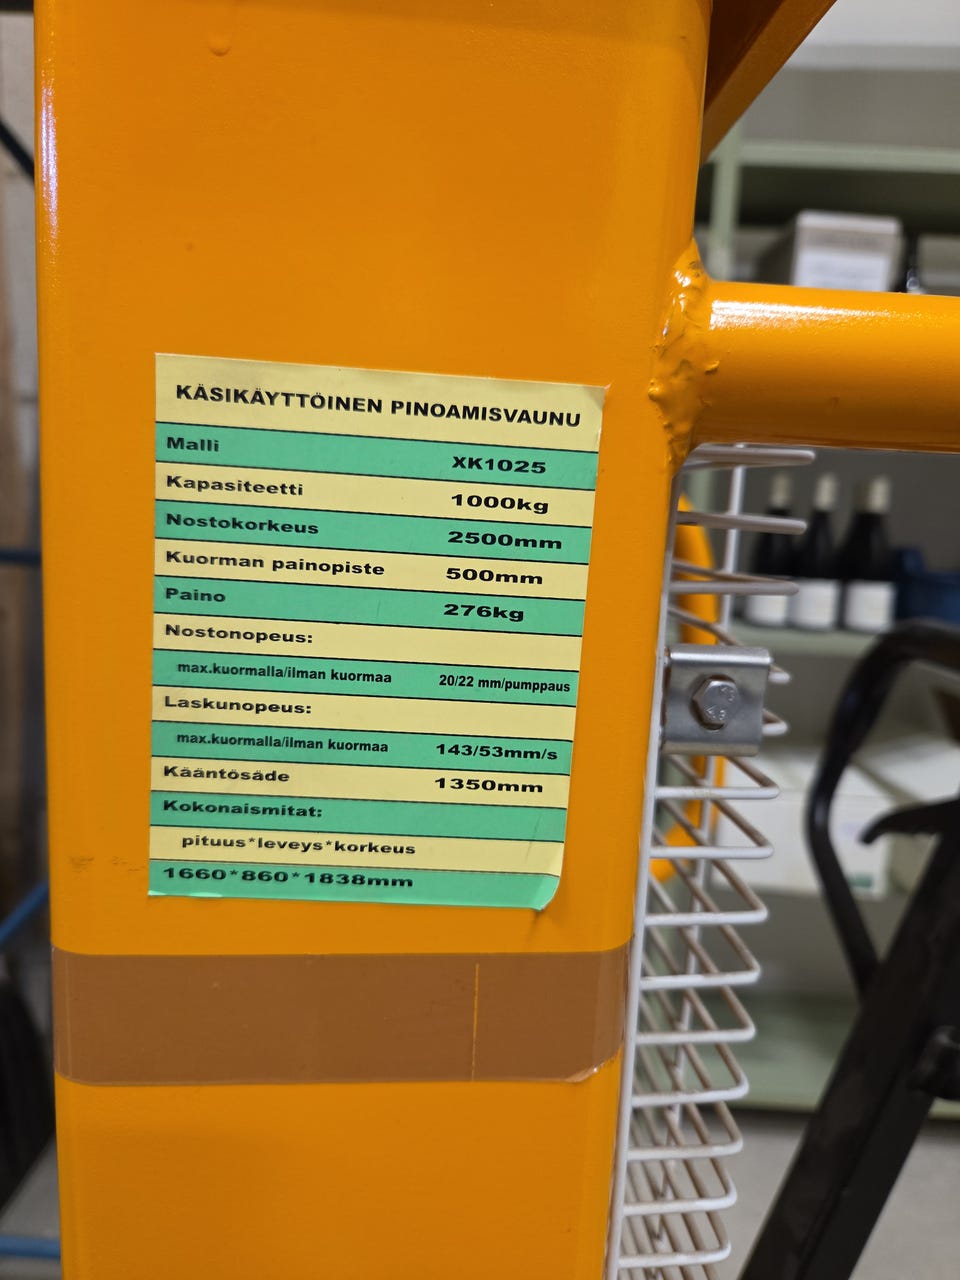 KÄSIKÄYTTÖINEN PINOAMISVAUNU
Malli XK1025
Kapasiteetti 1000kg
Nostokorkeus 2500mm
Kuorman painopiste 500mm
Paino 276kg
Nostonopeus:
max.kuormalla/ilman kuormaa 20/22 mm/pumppaus
Laskunopeus:
max.kuormalla/ilman kuormaa 143/53mm/s
Kääntösäde 1350mm
Kokonaismitat:
pituus*leveys*korkeus
1660*860*1838mm